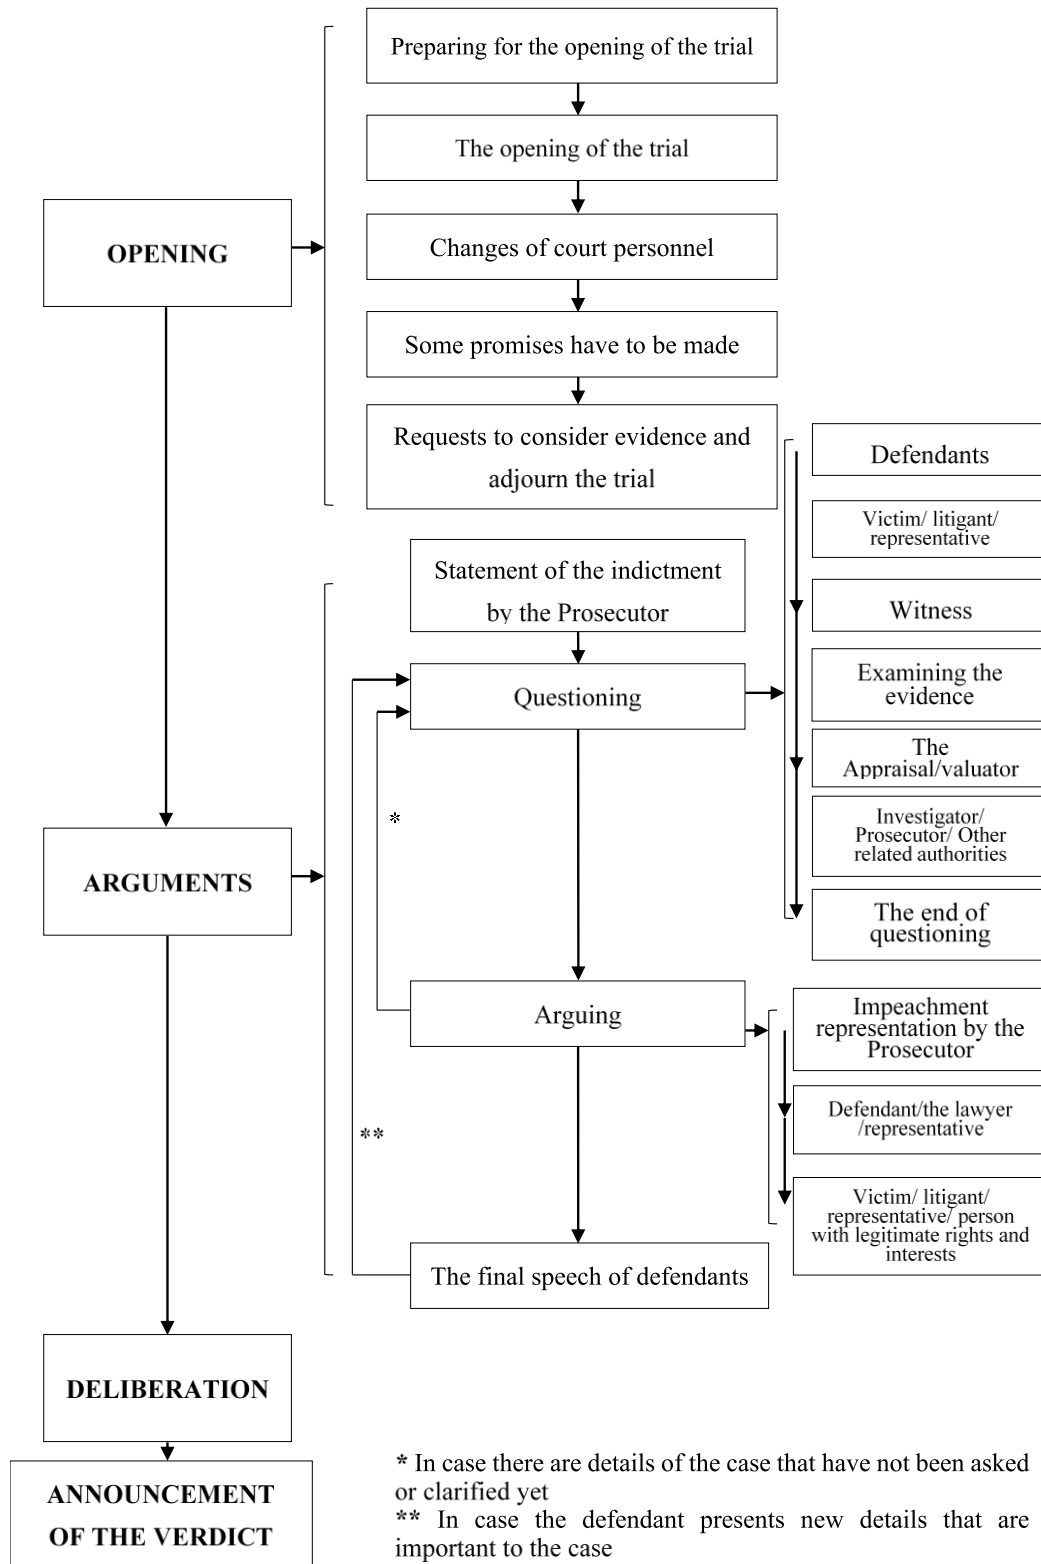 Preparing for the opening of the trial
The opening of the trial
OPENING
Changes of court personnel
Some promises have to be made
Requests to consider evidence and
adjourn the trial
Defendants
Victim/ litigant/
representative
Statement of the indictment
by the Prosecutor
Witness
Questioning
Examining the
evidence
The
Appraisal/valuator
*
Investigator/
Prosecutor/ Other
related authorities
ARGUMENTS
The end of
questioning
Arguing
Impeachment
representation by the
Prosecutor
**
Defendant/the lawyer
/representative
Victim/ litigant/
representative/ person
with legitimate rights and
interests
The final speech of defendants
DELIBERATION
ANNOUNCEMENT
OF THE VERDICT
* In case there are details of the case that have not been asked
or clarified yet
** In case the defendant presents new details that are
important to the case